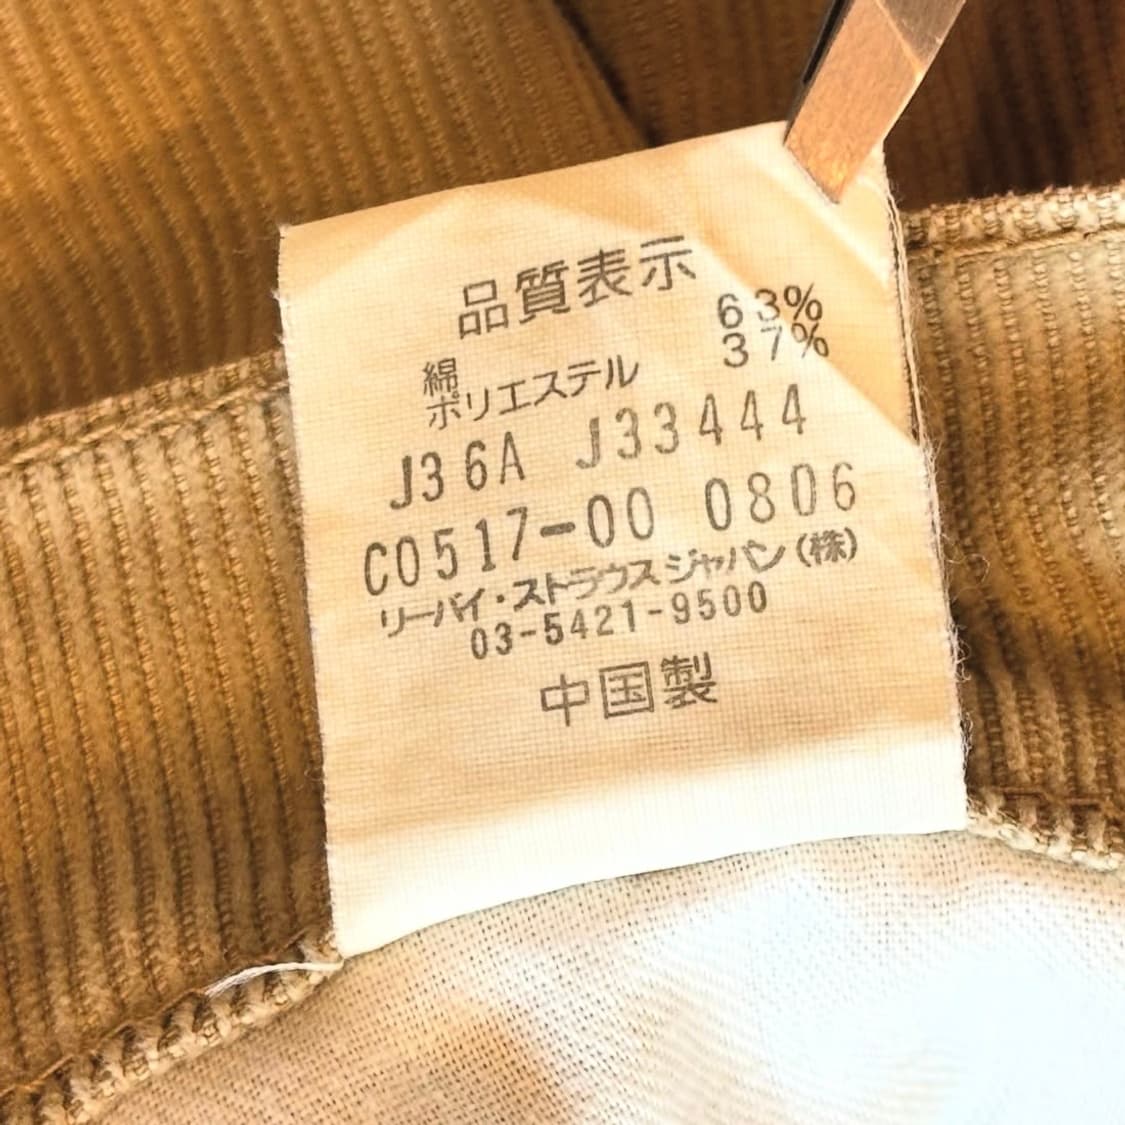 品質表示
綿 63%
ポリエステル 37%
J36A J33444
C0517-00 0806
リーバイ・ストラウスジャパン(株)
03-5421-9500
中国製